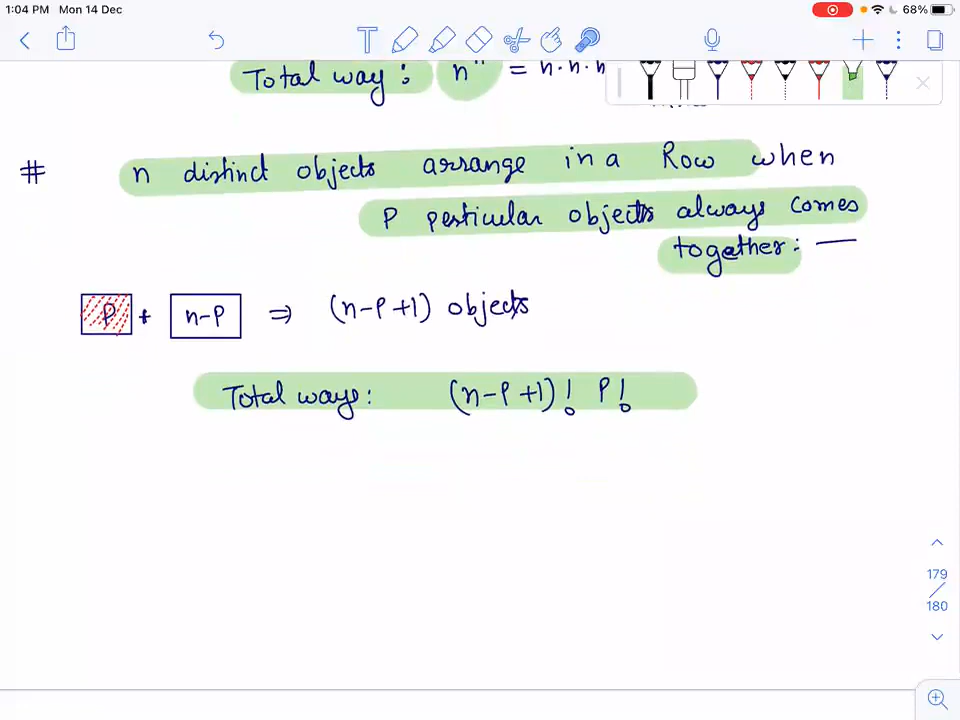 1:04 PM Mon 14 Dec
68%
Total way : nⁿ = n·n·n
# n distinct objects arrange in a Row when
P perticular objects always comes
together : —
P + n-P ⇒ (n-P+1) objects
Total ways : (n-P+1)! P!
179
/
180